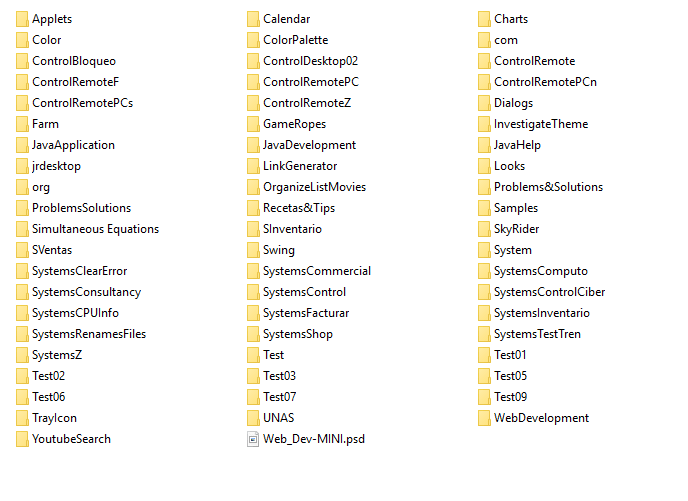 Applets Calendar Charts
Color ColorPalette com
ControlBloqueo ControlDesktop02 ControlRemote
ControlRemoteF ControlRemotePC ControlRemotePCn
ControlRemotePCs ControlRemoteZ Dialogs
Farm GameRopes InvestigateTheme
JavaApplication JavaDevelopment JavaHelp
jrdesktop LinkGenerator Looks
org OrganizeListMovies Problems&Solutions
ProblemsSolutions Recetas&Tips Samples
Simultaneous Equations SInventario SkyRider
SVentas Swing System
SystemsClearError SystemsCommercial SystemsComputo
SystemsConsultancy SystemsControl SystemsControlCiber
SystemsCPUInfo SystemsFacturar SystemsInventario
SystemsRenamesFiles SystemsShop SystemsTestTren
SystemsZ Test Test01
Test02 Test03 Test05
Test06 Test07 Test09
TrayIcon UNAS WebDevelopment
YoutubeSearch Web_Dev-MINI.psd